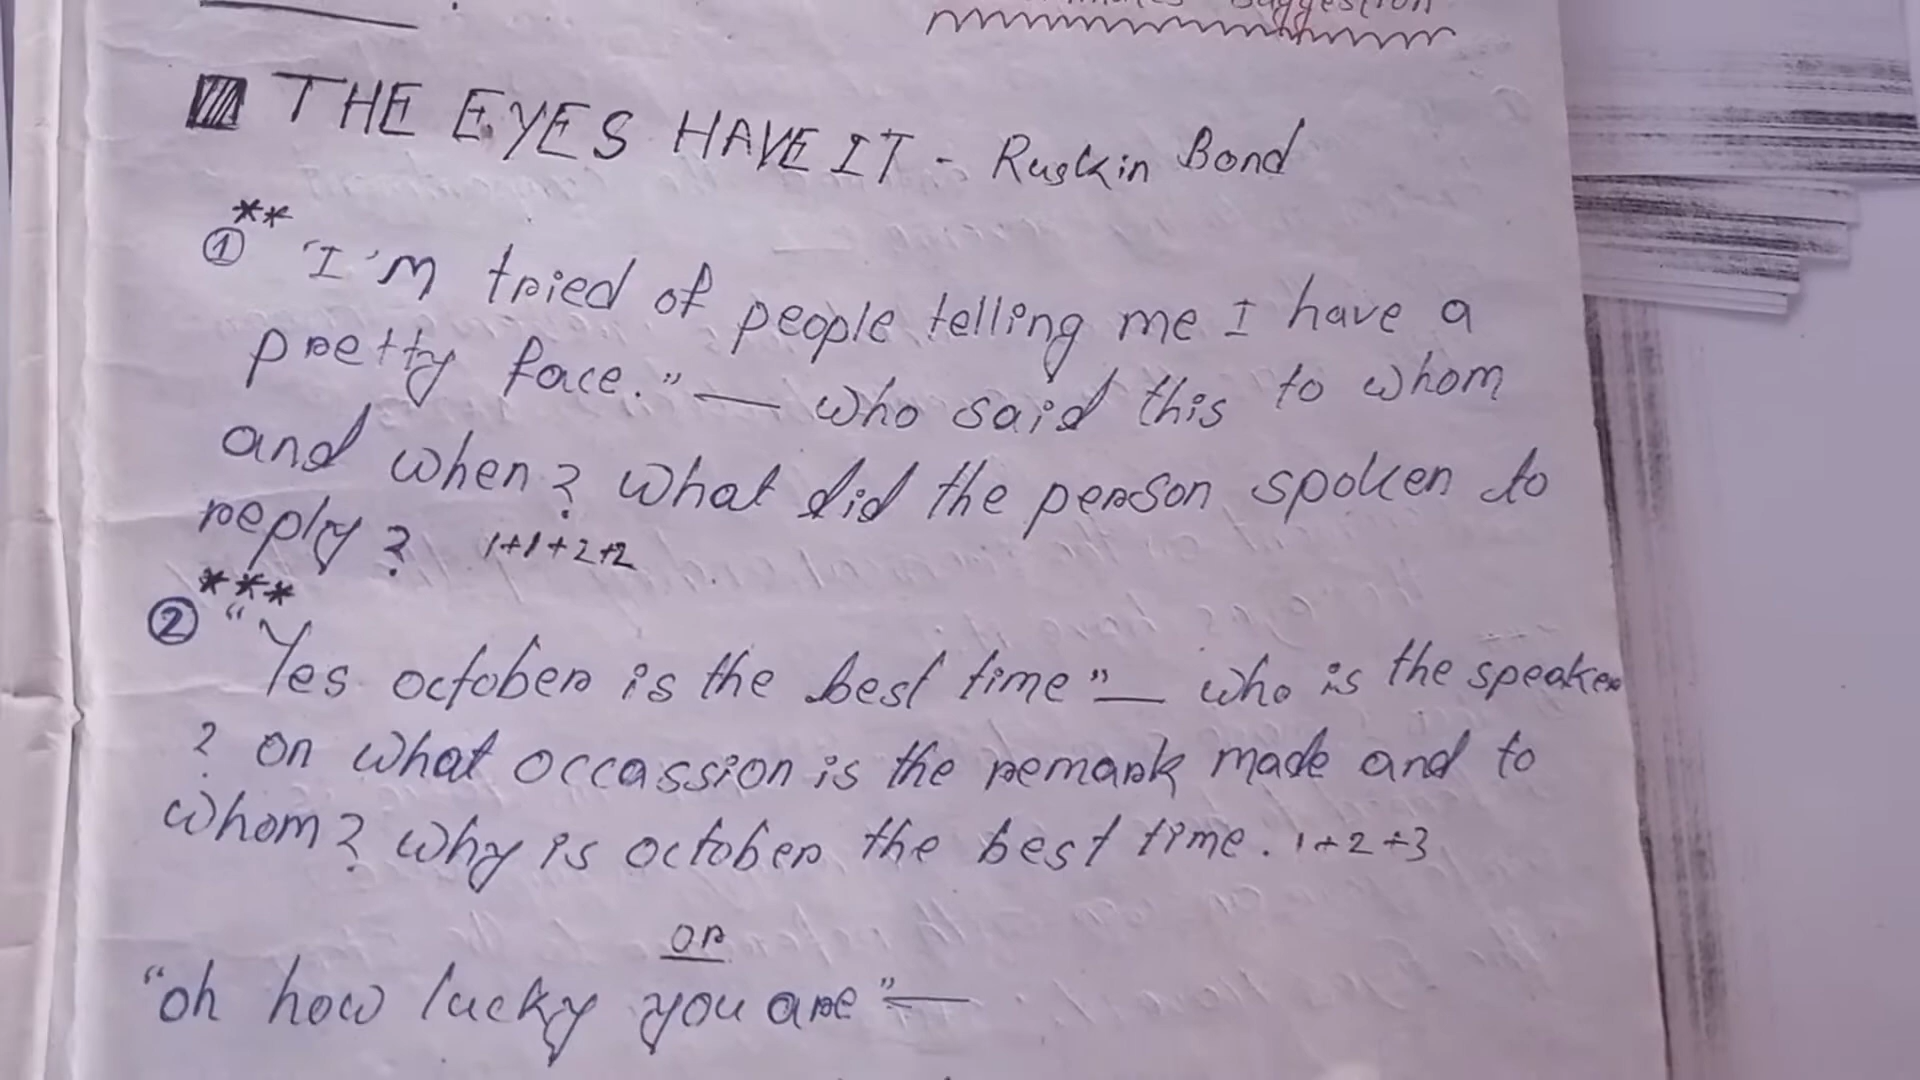 Suggestion
THE EYES HAVE IT - Ruskin Bond
**
① "I'm tried of people telling me I have a
pretty face." — who said this to whom
and when? What did the person spoken to
reply? 1+1+2+2
***
② "Yes october is the best time" — who is the speaker
? on what occassion is the remark made and to
whom? why is october the best time. 1+2+3
or
"oh how lucky you are" —